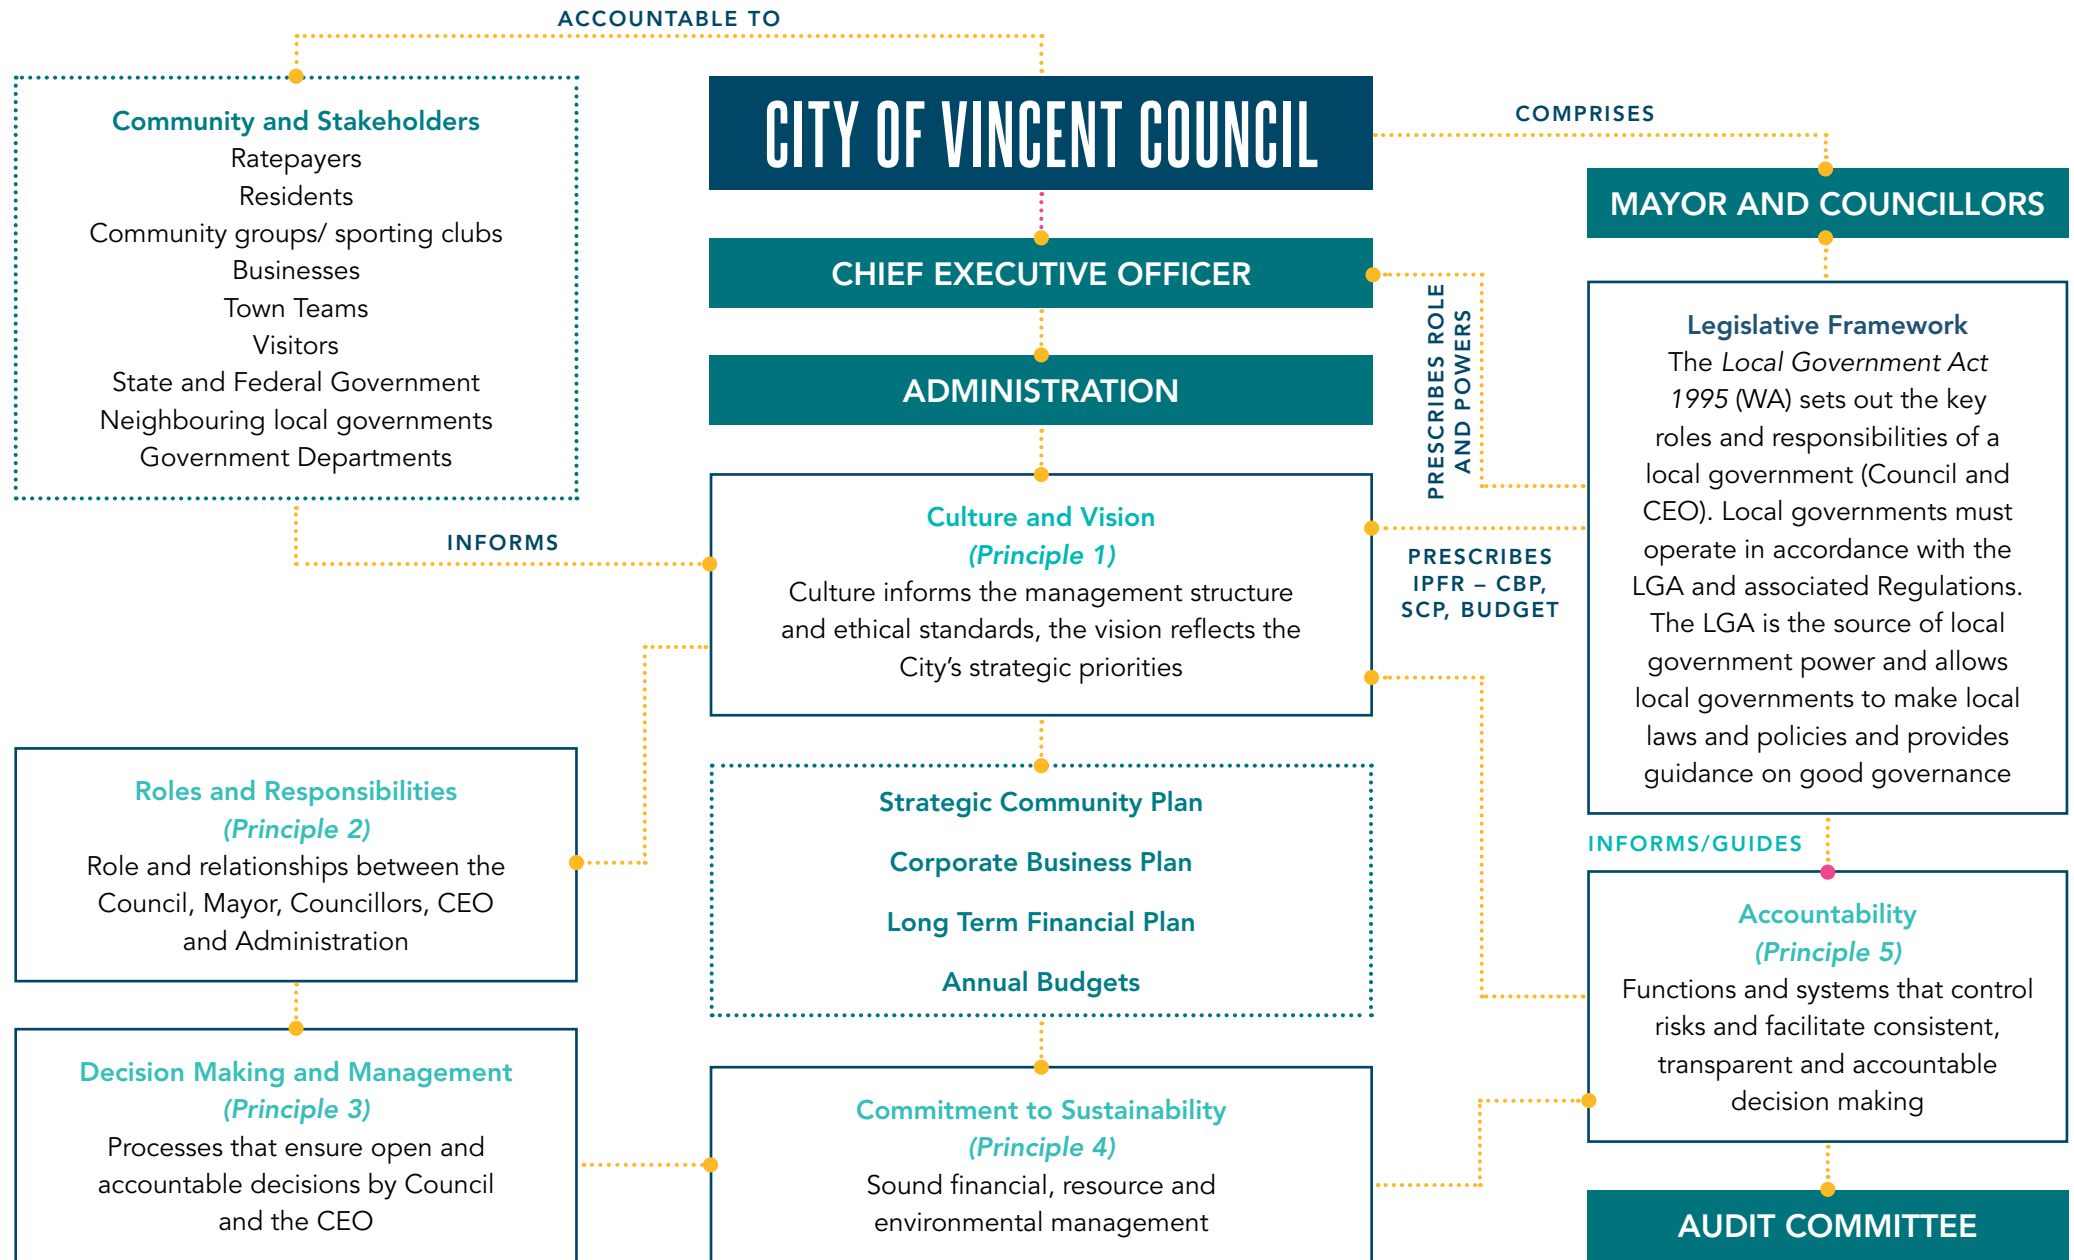 ACCOUNTABLE TO
CITY OF VINCENT COUNCIL
COMPRISES
Community and Stakeholders
Ratepayers
Residents
Community groups/ sporting clubs
Businesses
Town Teams
Visitors
State and Federal Government
Neighbouring local governments
Government Departments
MAYOR AND COUNCILLORS
CHIEF EXECUTIVE OFFICER
ADMINISTRATION
PRESCRIBES ROLE
AND POWERS
Legislative Framework
The Local Government Act
1995 (WA) sets out the key
roles and responsibilities of a
local government (Council and
CEO). Local governments must
operate in accordance with the
LGA and associated Regulations.
The LGA is the source of local
government power and allows
local governments to make local
laws and policies and provides
guidance on good governance
INFORMS
Culture and Vision
(Principle 1)
Culture informs the management structure
and ethical standards, the vision reflects the
City's strategic priorities
PRESCRIBES
IPFR – CBP,
SCP, BUDGET
Roles and Responsibilities
(Principle 2)
Role and relationships between the
Council, Mayor, Councillors, CEO
and Administration
Strategic Community Plan
Corporate Business Plan
Long Term Financial Plan
Annual Budgets
INFORMS/GUIDES
Accountability
(Principle 5)
Functions and systems that control
risks and facilitate consistent,
transparent and accountable
decision making
Decision Making and Management
(Principle 3)
Processes that ensure open and
accountable decisions by Council
and the CEO
Commitment to Sustainability
(Principle 4)
Sound financial, resource and
environmental management
AUDIT COMMITTEE